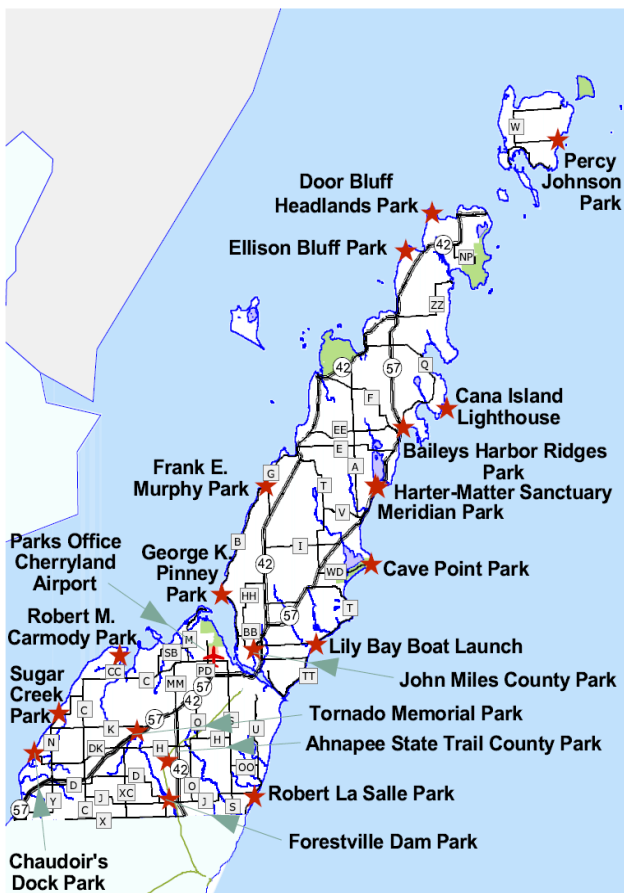 W
Percy
Johnson
Park
Door Bluff
Headlands Park
42
NP
Ellison Bluff Park
ZZ
42
57
Q
F
Cana Island
Lighthouse
EE
E
Baileys Harbor Ridges
Park
A
G
Frank E.
Murphy Park
T
Harter-Matter Sanctuary
Meridian Park
V
B
I
Parks Office
Cherryland
Airport
George K.
Pinney
Park
42
WD
Cave Point Park
HH
57
T
Robert M.
Carmody Park
M
SB
BB
Lily Bay Boat Launch
CC
C
PD
TT
John Miles County Park
MM
57
42
Sugar
Creek
Park
C
57
O
S
U
Tornado Memorial Park
K
N
DK
H
H
Ahnapee State Trail County Park
42
OO
D
D
Y
J
XC
O
J
S
Robert La Salle Park
57
C
X
Forestville Dam Park
Chaudoir's
Dock Park